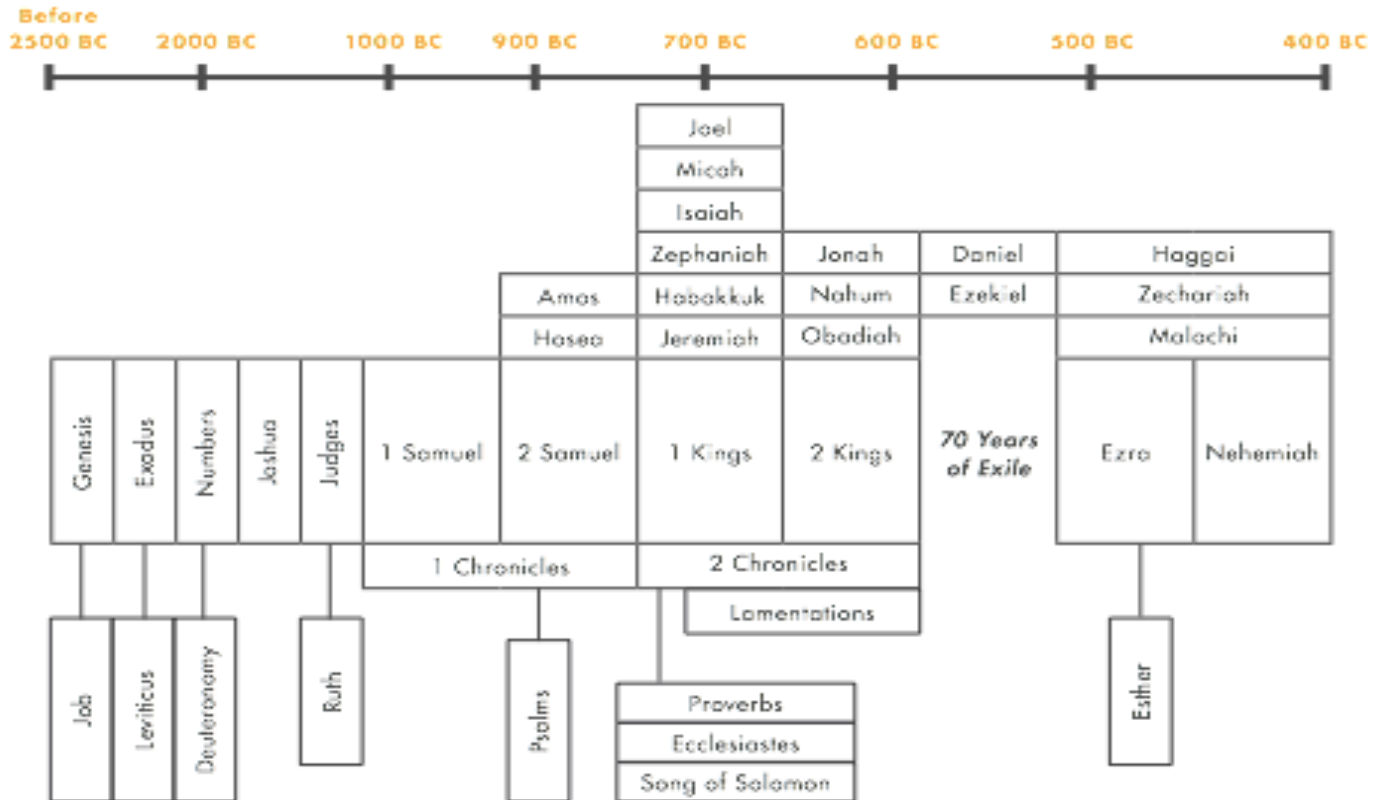 Before
2500 BC 2000 BC 1000 BC 900 BC 700 BC 600 BC 500 BC 400 BC
Joel
Micah
Isaiah
Zephaniah Jonah Daniel Haggai
Amos Habakkuk Nahum Ezekiel Zechariah
Hosea Jeremiah Obadiah Malachi
Genesis Exodus Numbers Joshua Judges 1 Samuel 2 Samuel 1 Kings 2 Kings 70 Years Ezra Nehemiah
of Exile
1 Chronicles 2 Chronicles
Lamentations
Job Leviticus Deuteronomy Ruth Psalms Proverbs Esther
Ecclesiastes
Song of Solomon